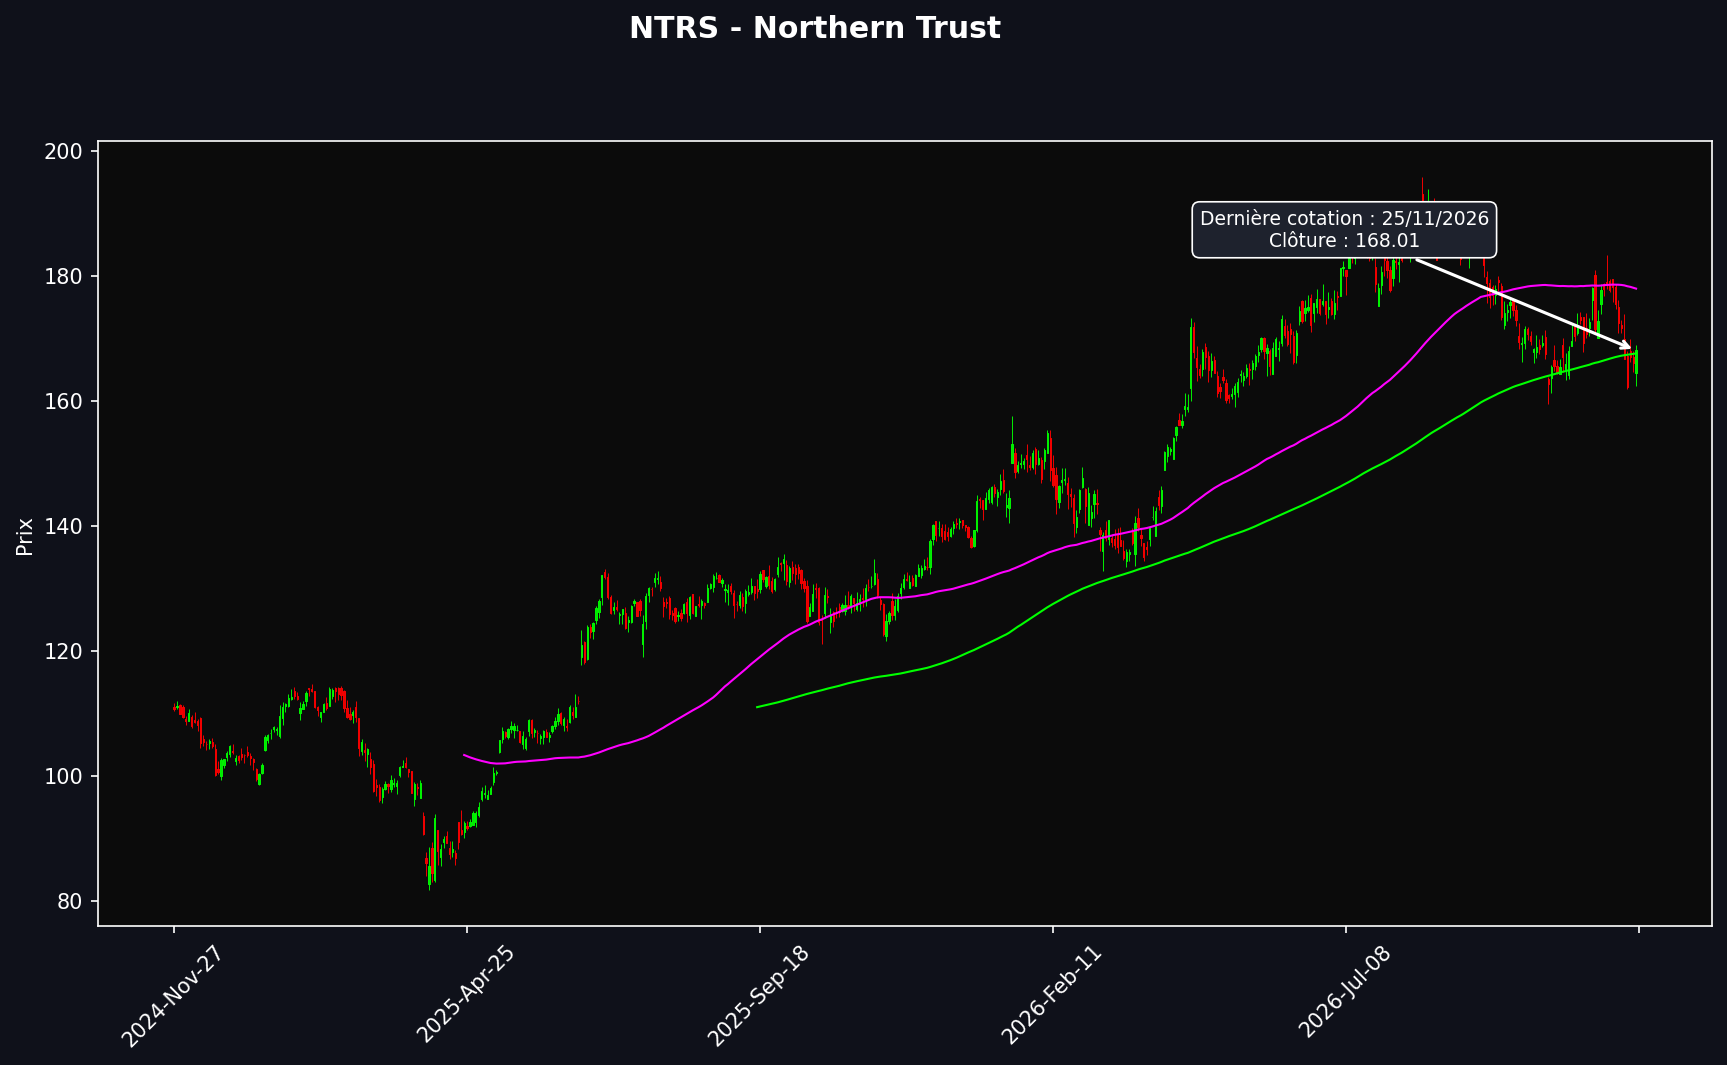 NTRS - Northern Trust
200
180
160
140
120
100
80
Prix
Dernière cotation : 25/11/2026
Clôture : 168.01
2024-Nov-27
2025-Apr-25
2025-Sep-18
2026-Feb-11
2026-Jul-08